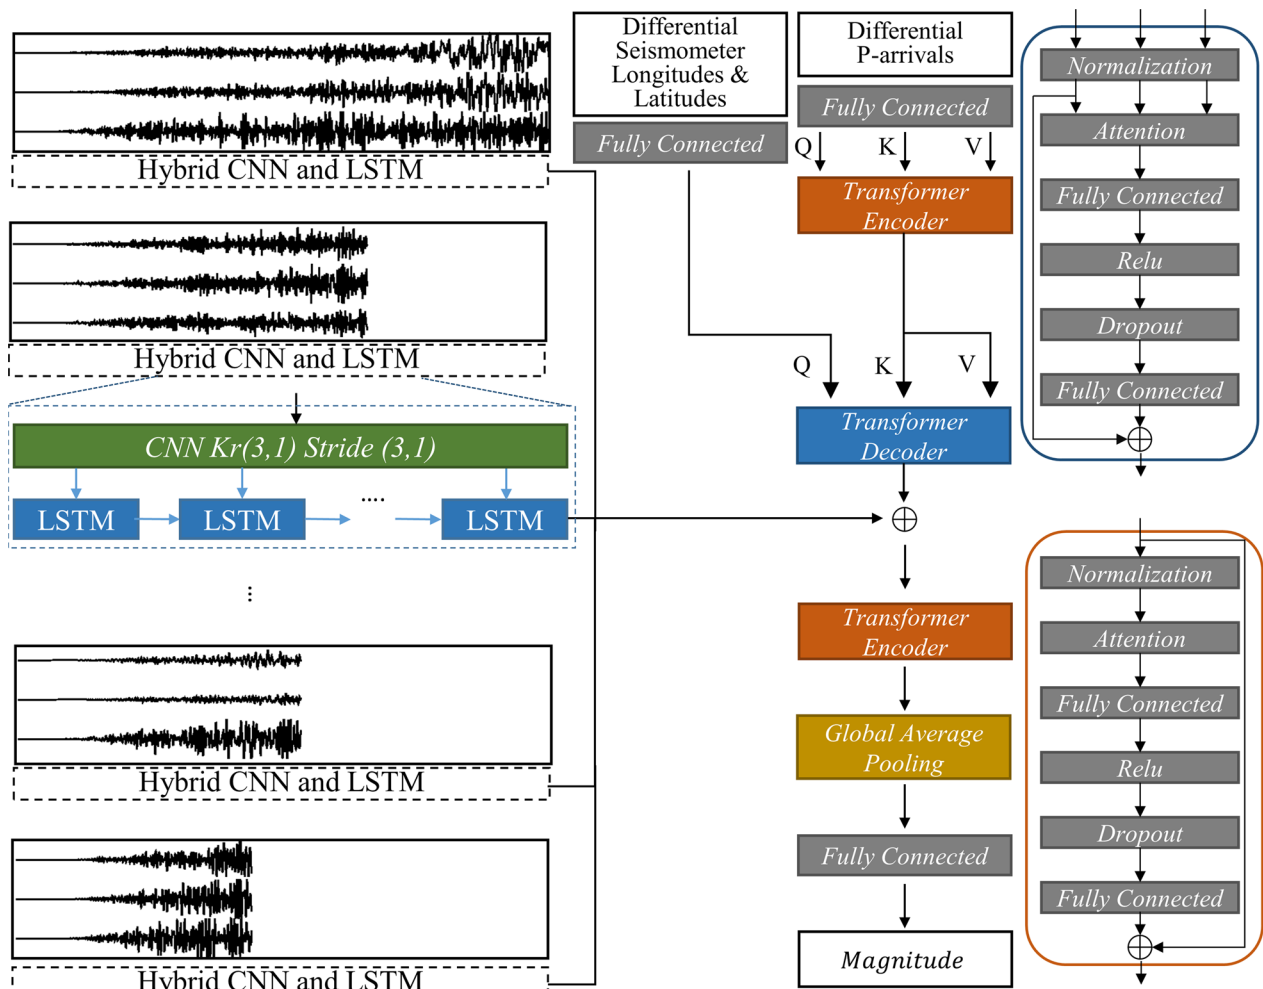 Hybrid CNN and LSTM
Hybrid CNN and LSTM
CNN Kr(3,1) Stride (3,1)
LSTM
LSTM
....
LSTM
...
Hybrid CNN and LSTM
Hybrid CNN and LSTM
Differential
Seismometer
Longitudes &
Latitudes
Fully Connected
Differential
P-arrivals
Fully Connected
Q
K
V
Transformer
Encoder
Q
K
V
Transformer
Decoder
Transformer
Encoder
Global Average
Pooling
Fully Connected
Magnitude
Normalization
Attention
Fully Connected
Relu
Dropout
Fully Connected
Normalization
Attention
Fully Connected
Relu
Dropout
Fully Connected